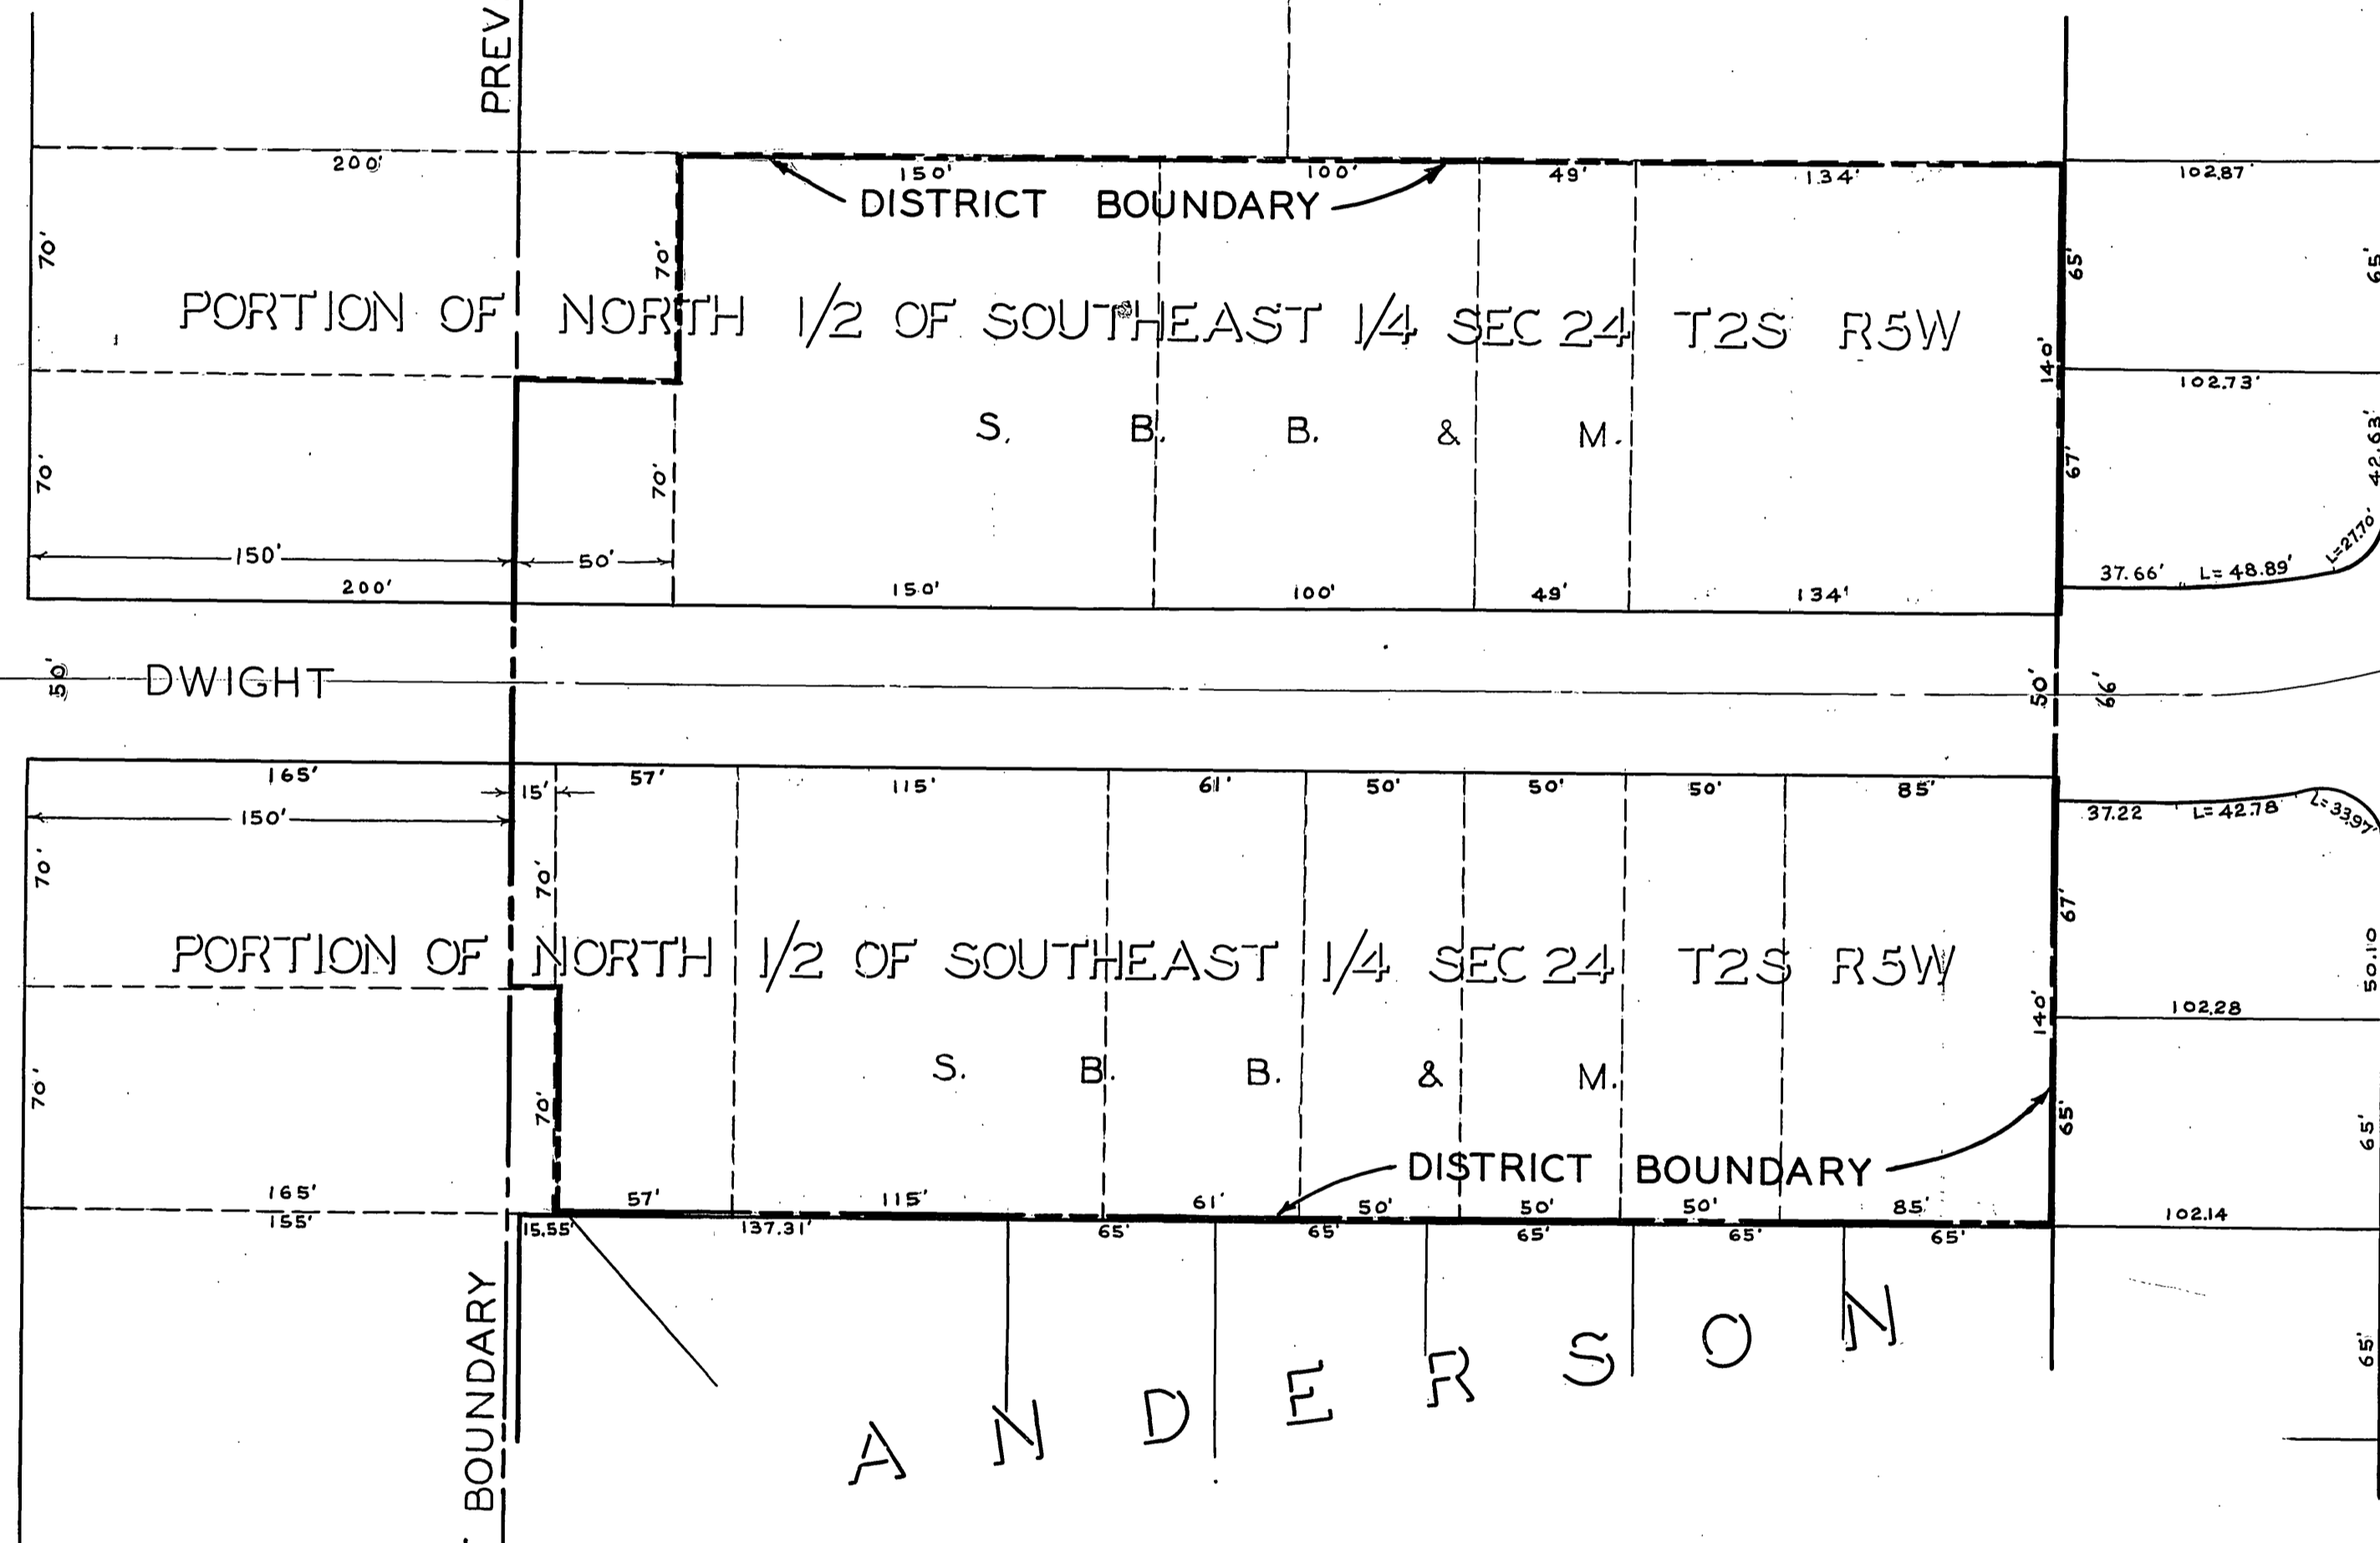 PREV
200' 150' 100' 49' 134' 102.87'
DISTRICT BOUNDARY
70' 70' 65' 65'
PORTION OF NORTH 1/2 OF SOUTHEAST 1/4 SEC 24 T2S R5W
140'
102.73'
S. B. B. & M.
70' 70' 67' 42.63'
150' 50'
37.66' L= 48.89' L=27.70'
200' 150' 100' 49' 134'
50' DWIGHT 50' 66'
165' 57' 115' 61' 50' 50' 50' 85'
15'
150'
37.22 L= 42.78' L=33.97'
70' 70' 67'
PORTION OF NORTH 1/2 OF SOUTHEAST 1/4 SEC 24 T2S R5W
50.10
140'
102.28
S. B. B. & M.
70' 70' 65' 65'
DISTRICT BOUNDARY
165' 57' 115' 61' 50' 50' 50' 85'
102.14
155' 15.55' 137.31' 65' 65' 65' 65' 65'
BOUNDARY
65'
ANDERSON